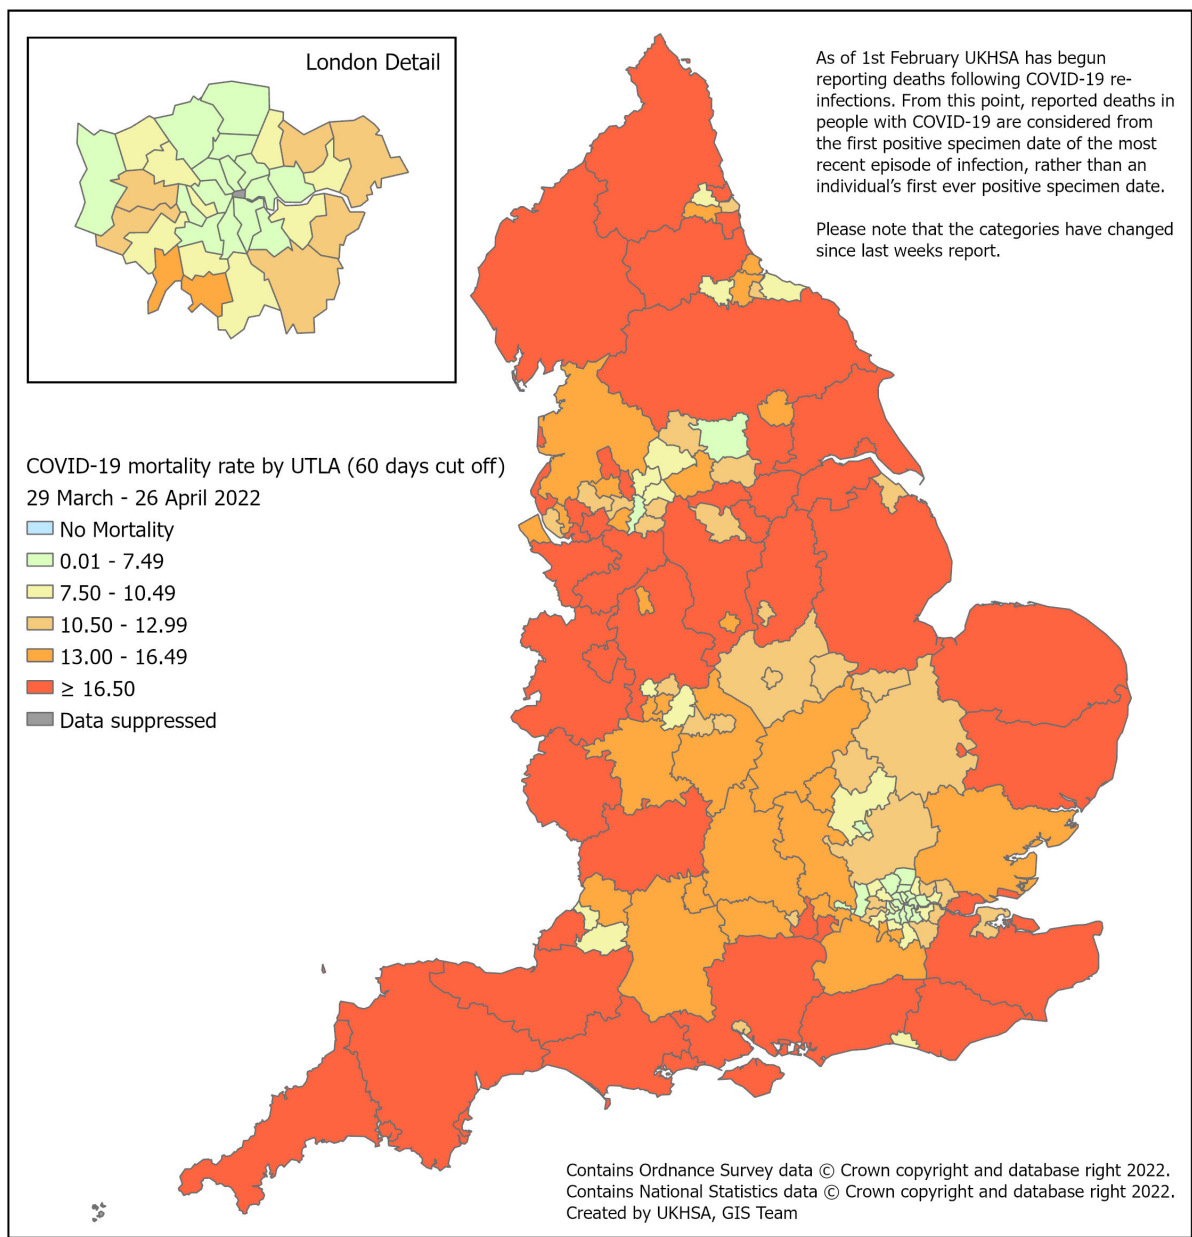 London Detail
As of 1st February UKHSA has begun
reporting deaths following COVID-19 re-
infections. From this point, reported deaths in
people with COVID-19 are considered from
the first positive specimen date of the most
recent episode of infection, rather than an
individual's first ever positive specimen date.
Please note that the categories have changed
since last weeks report.
COVID-19 mortality rate by UTLA (60 days cut off)
29 March - 26 April 2022
No Mortality
0.01 - 7.49
7.50 - 10.49
10.50 - 12.99
13.00 - 16.49
≥ 16.50
Data suppressed
Contains Ordnance Survey data © Crown copyright and database right 2022.
Contains National Statistics data © Crown copyright and database right 2022.
Created by UKHSA, GIS Team